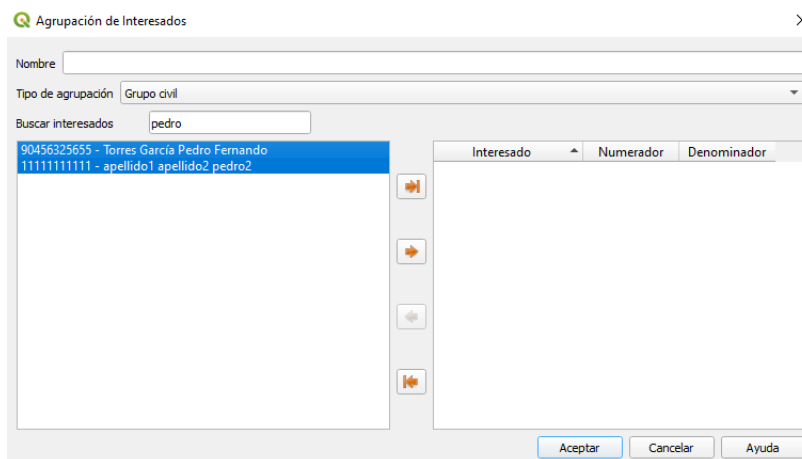 Agrupación de Interesados
Nombre
Tipo de agrupación Grupo civil
Buscar interesados pedro
90456325655 - Torres García Pedro Fernando
11111111111 - apellido1 apellido2 pedro2
Interesado Numerador Denominador
Aceptar Cancelar Ayuda